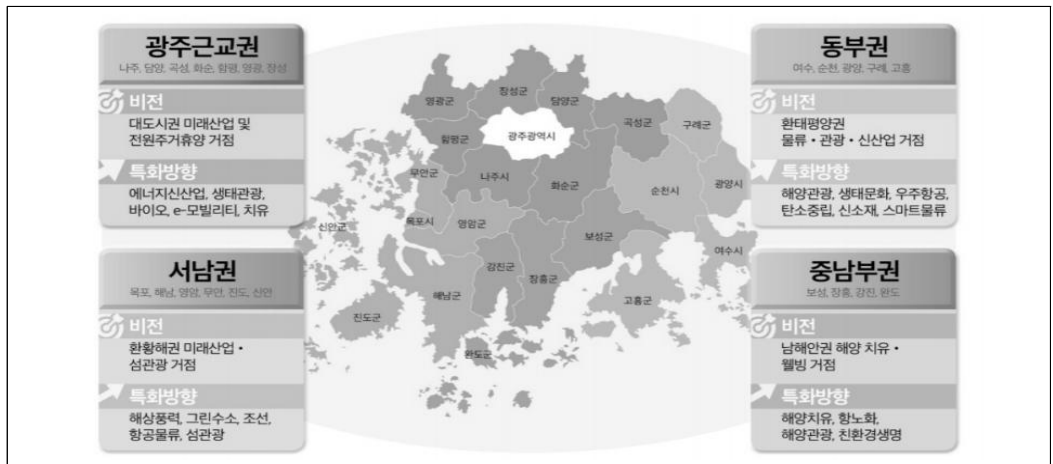 광주근교권
나주, 담양, 곡성, 화순, 함평, 영광, 장성
비전
대도시권 미래산업 및
전원주거휴양 거점
특화방향
에너지신산업, 생태관광,
바이오, e-모빌리티, 치유
서남권
목포, 해남, 영암, 무안, 진도, 신안
비전
환황해권 미래산업・
섬관광 거점
특화방향
해상풍력, 그린수소, 조선,
항공물류, 섬관광
영광군
장성군
담양군
함평군
광주광역시
곡성군
구례군
무안군
나주시
화순군
순천시
광양시
신안군
목포시
영암군
보성군
여수시
강진군
장흥군
해남군
고흥군
진도군
완도군
동부권
여수, 순천, 광양, 구례, 고흥
비전
환태평양권
물류・관광・신산업 거점
특화방향
해양관광, 생태문화, 우주항공,
탄소중립, 신소재, 스마트물류
중남부권
보성, 장흥, 강진, 완도
비전
남해안권 해양 치유・
웰빙 거점
특화방향
해양치유, 항노화,
해양관광, 친환경생명